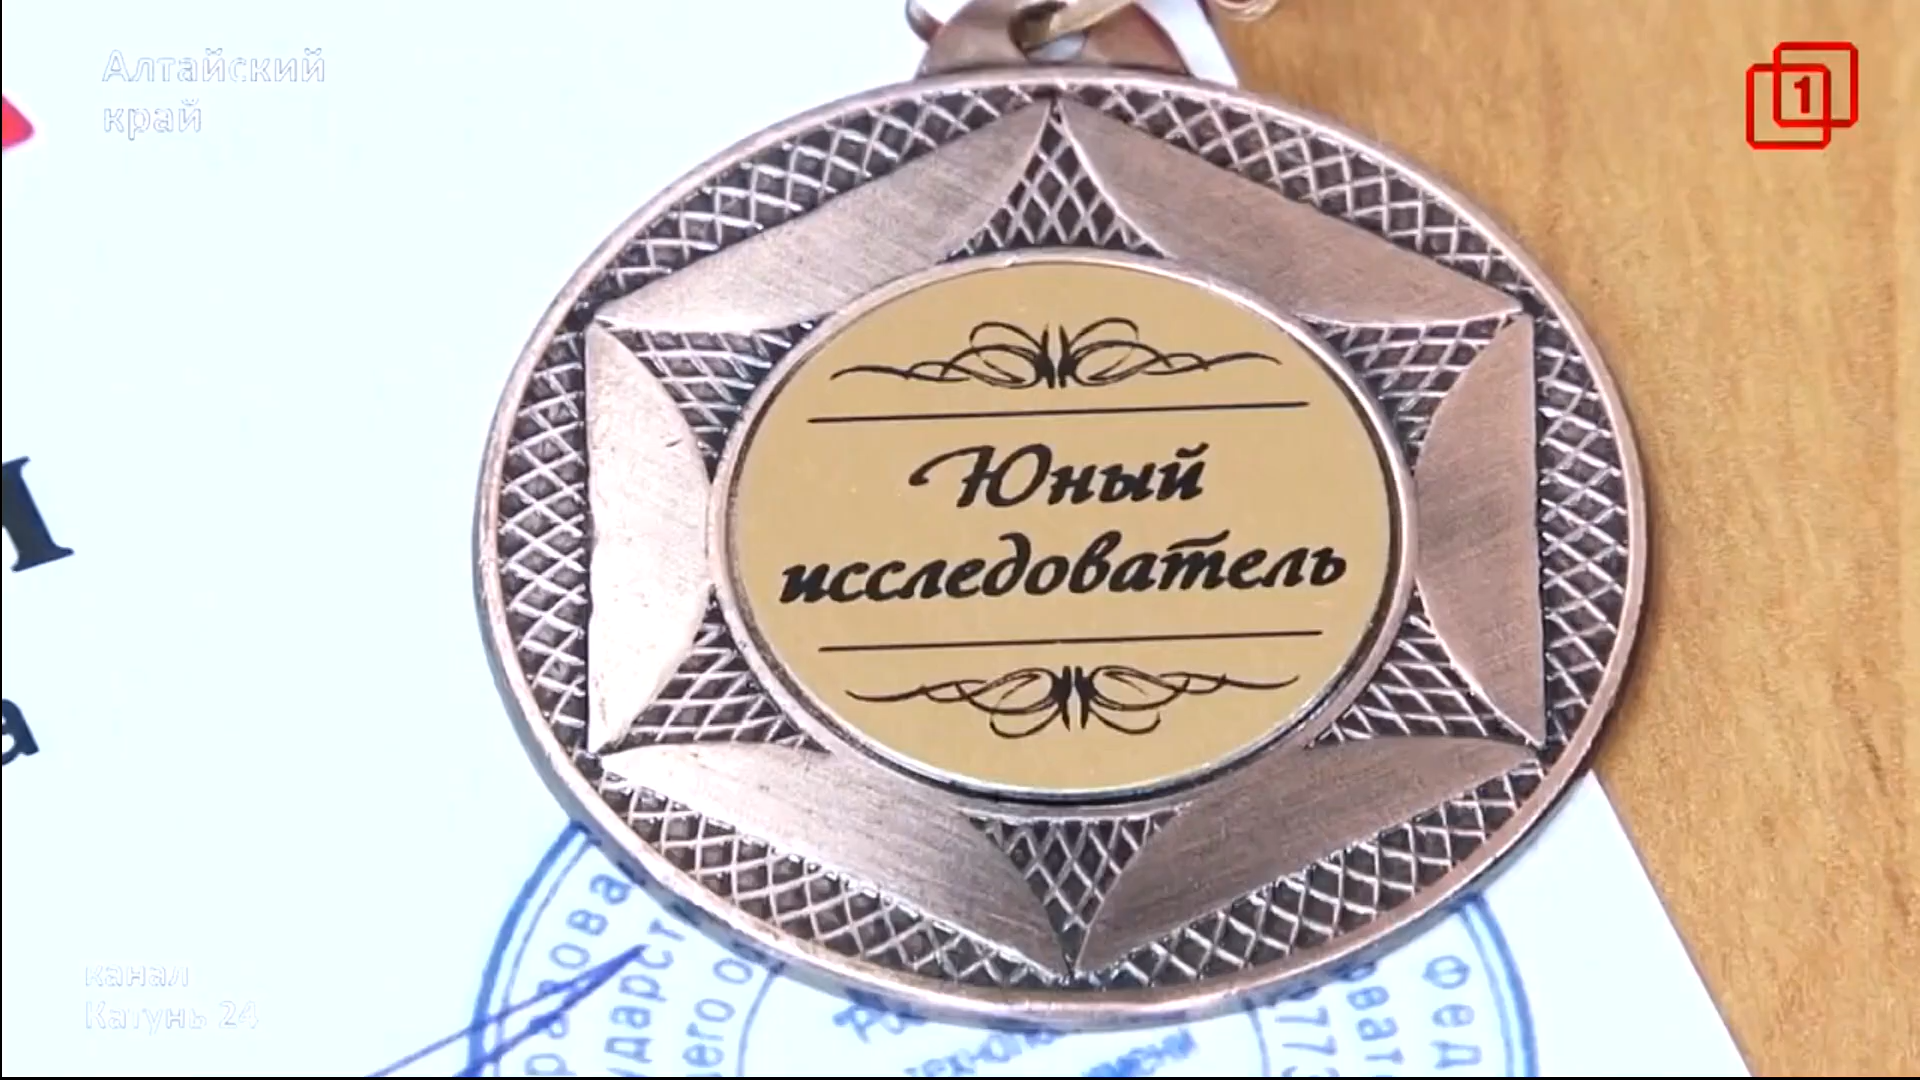 Алтайский
край
1
Юный
исследователь
канал
Катунь 24